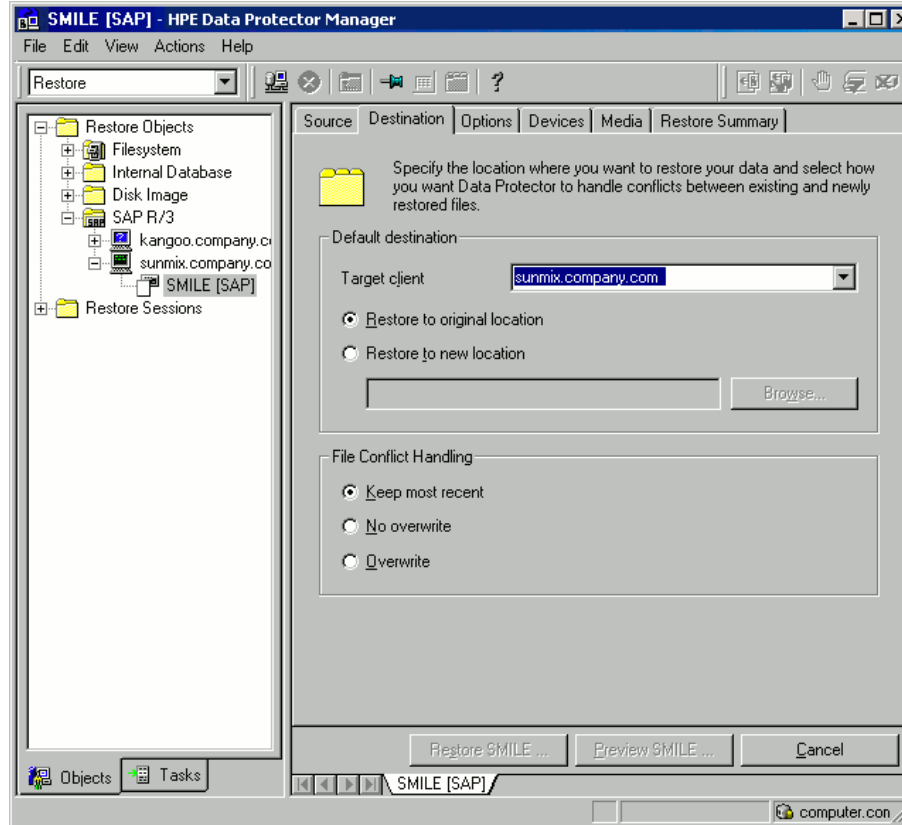 SMILE [SAP] - HPE Data Protector Manager
File Edit View Actions Help
Restore
?
Restore Objects
Filesystem
Internal Database
Disk Image
SAP R/3
kangoo.company.c
sunmix.company.co
SMILE [SAP]
Restore Sessions
Objects
Tasks
Source Destination Options Devices Media Restore Summary
Specify the location where you want to restore your data and select how
you want Data Protector to handle conflicts between existing and newly
restored files.
Default destination
Target client
sunmix.company.com
Restore to original location
Restore to new location
Browse...
File Conflict Handling
Keep most recent
No overwrite
Overwrite
Restore SMILE ...
Preview SMILE ...
Cancel
SMILE [SAP]
computer.con